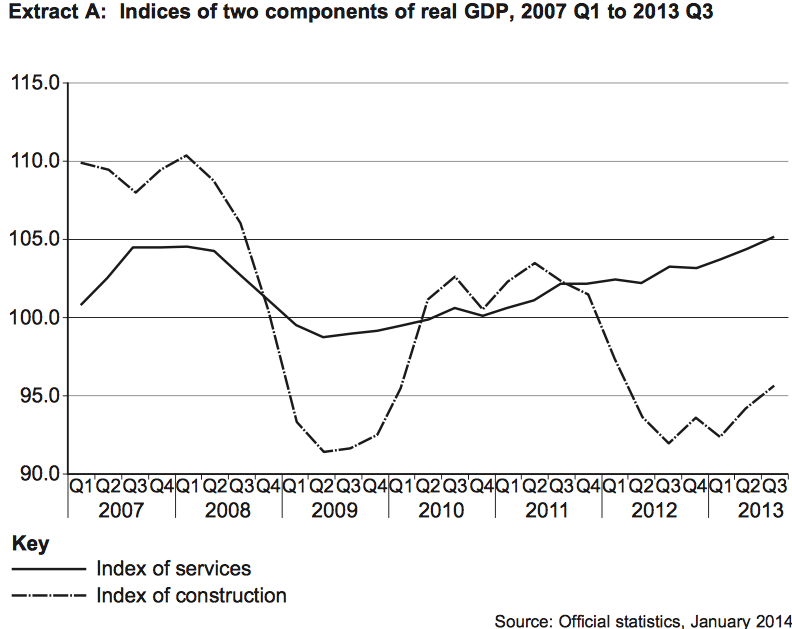 Extract A: Indices of two components of real GDP, 2007 Q1 to 2013 Q3
115.0
110.0
105.0
100.0
95.0
90.0
Q1 Q2 Q3 Q4 Q1 Q2 Q3 Q4 Q1 Q2 Q3 Q4 Q1 Q2 Q3 Q4 Q1 Q2 Q3 Q4 Q1 Q2 Q3 Q4 Q1 Q2 Q3
2007 2008 2009 2010 2011 2012 2013
Key
Index of services
Index of construction
Source: Official statistics, January 2014